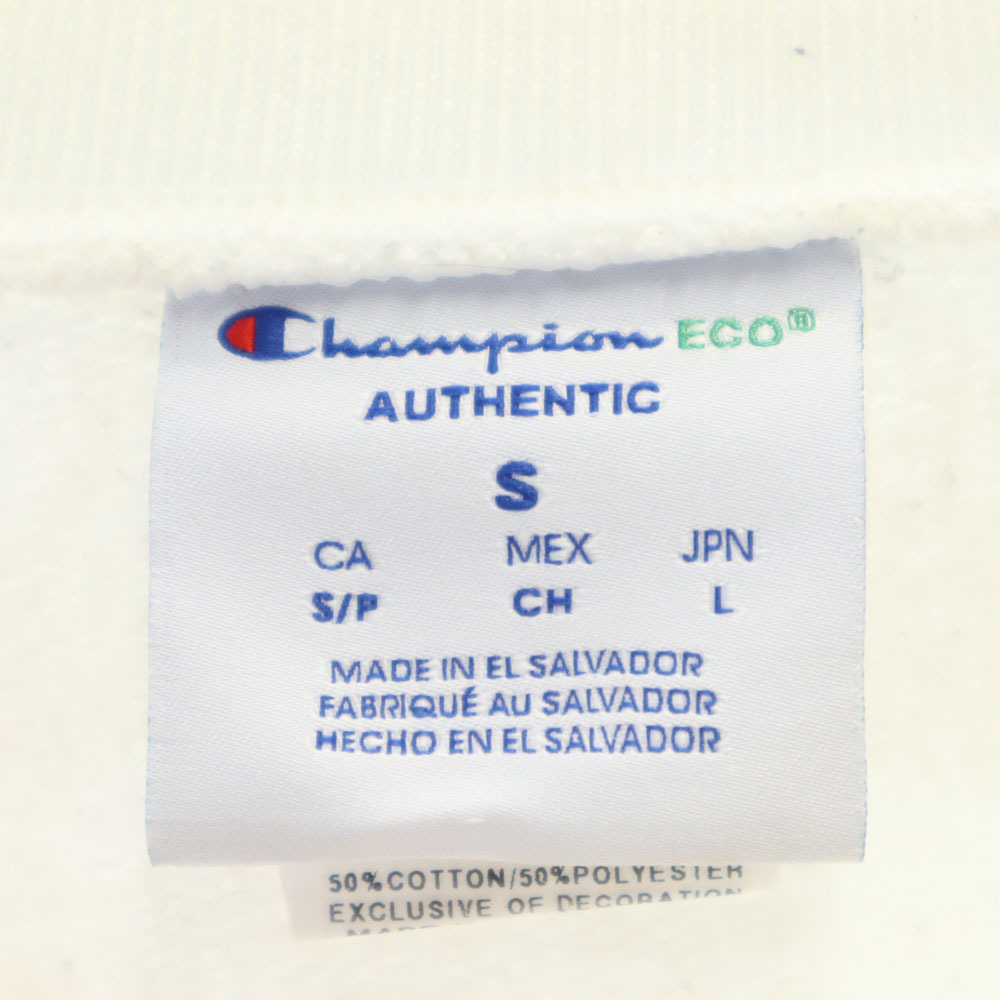 Champion ECO®
AUTHENTIC
S
CA MEX JPN
S/P CH L
MADE IN EL SALVADOR
FABRIQUÉ AU SALVADOR
HECHO EN EL SALVADOR
50%COTTON/50%POLYESTER
EXCLUSIVE OF DECORATION